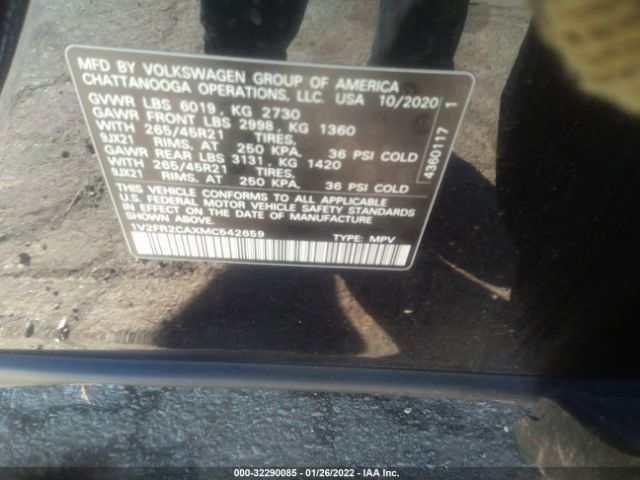 MFD BY VOLKSWAGEN GROUP OF AMERICA
CHATTANOOGA OPERATIONS, LLC. USA 10/2020
GVWR LBS 6019, KG 2730
GAWR FRONT LBS 2998, KG 1360
WITH 265/45R21 TIRES,
9JX21 RIMS, AT 250 KPA, 36 PSI COLD
GAWR REAR LBS 3131, KG 1420
WITH 265/45R21 TIRES,
9JX21 RIMS, AT 250 KPA, 36 PSI COLD
THIS VEHICLE CONFORMS TO ALL APPLICABLE
U.S. FEDERAL MOTOR VEHICLE SAFETY STANDARDS
SHOWN ABOVE. IN EFFECT ON THE DATE OF MANUFACTURE
1V2FR2CAXMC542659 TYPE: MPV
4360117 1
000-32290085 - 01/26/2022 - IAA Inc.